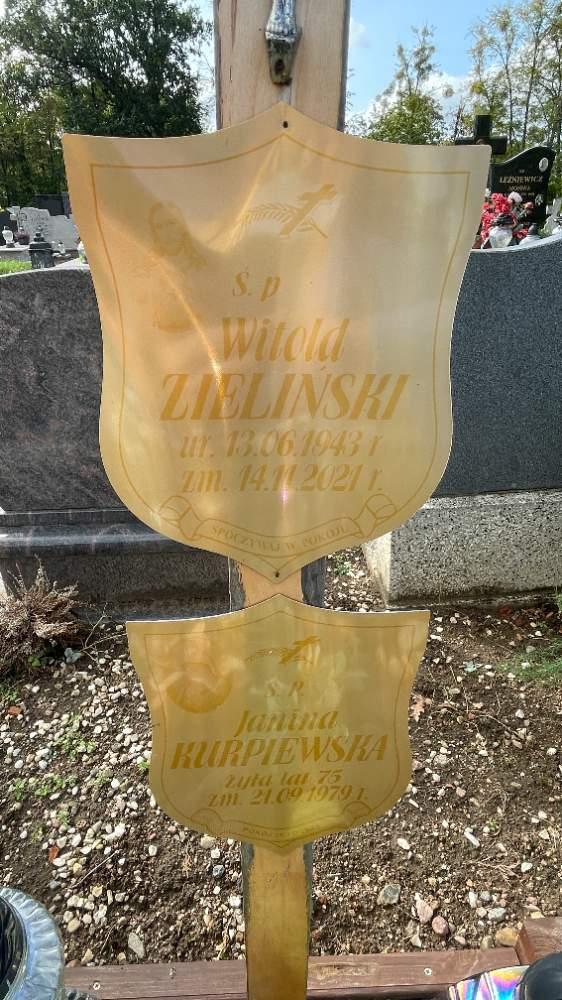 LEŹNIEWICZ
Ś. p
Witold
ZIELIŃSKI
ur. 13.06.1943 r
zm. 14.11.2021 r.
SPOCZYWAJ W POKOJU
Ś. P.
Janina
KURPIEWSKA
żyła lat 75
zm. 21.09.1979 r.